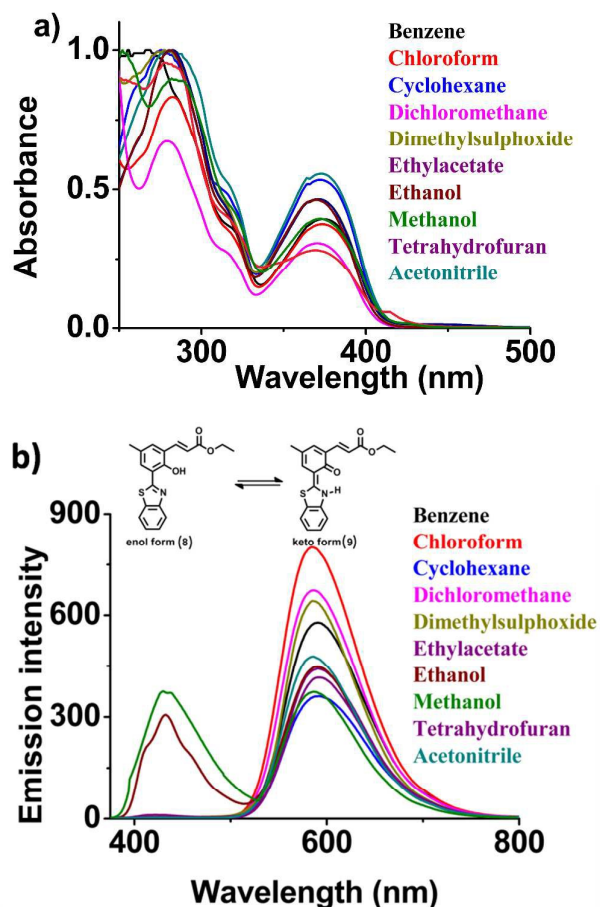 a)
Absorbance
1.0
0.5
0.0
300
400
500
Wavelength (nm)
Benzene
Chloroform
Cyclohexane
Dichloromethane
Dimethylsulphoxide
Ethylacetate
Ethanol
Methanol
Tetrahydrofuran
Acetonitrile
b)
O
O
OH
S
N
enol form (8)
O
O
O
S
N-H
keto form (9)
Emission intensity
900
600
300
0
400
600
800
Wavelength (nm)
Benzene
Chloroform
Cyclohexane
Dichloromethane
Dimethylsulphoxide
Ethylacetate
Ethanol
Methanol
Tetrahydrofuran
Acetonitrile